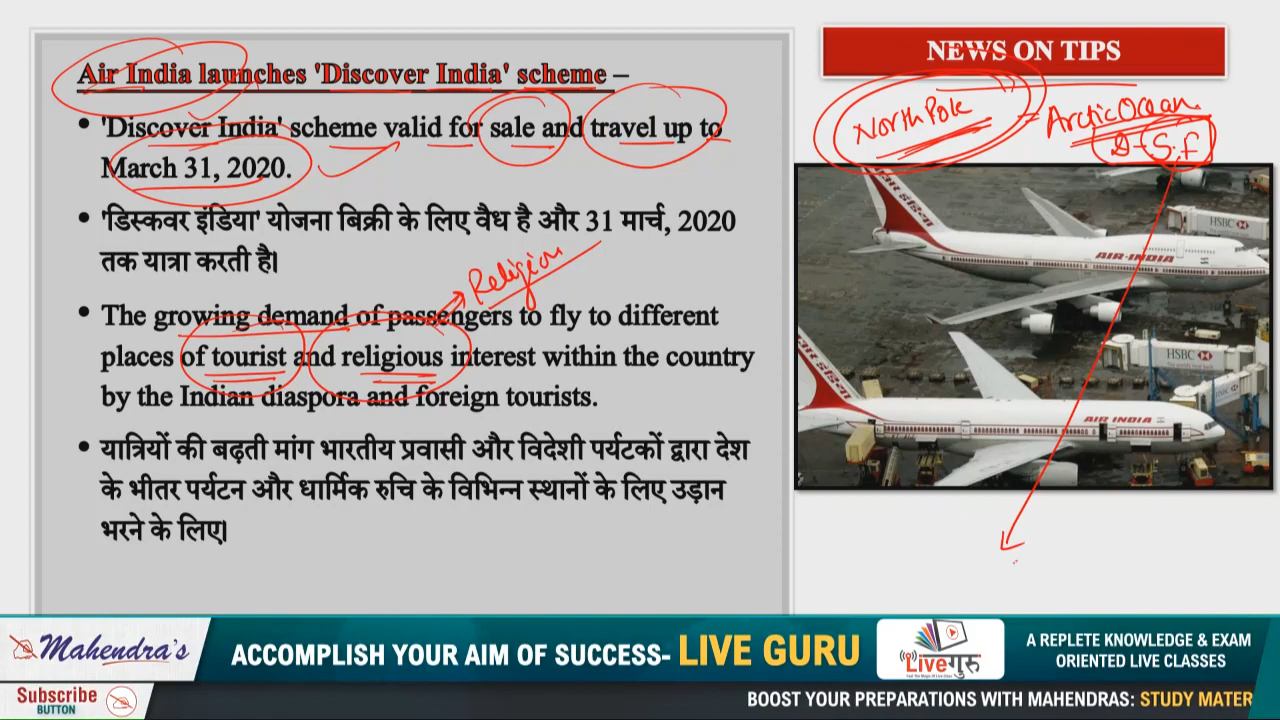 Air India launches 'Discover India' scheme –
• 'Discover India' scheme valid for sale and travel up to
March 31, 2020.
• 'डिस्कवर इंडिया' योजना बिक्री के लिए वैध है और 31 मार्च, 2020
तक यात्रा करती है।
Religion
• The growing demand of passengers to fly to different
places of tourist and religious interest within the country
by the Indian diaspora and foreign tourists.
• यात्रियों की बढ़ती मांग भारतीय प्रवासी और विदेशी पर्यटकों द्वारा देश
के भीतर पर्यटन और धार्मिक रुचि के विभिन्न स्थानों के लिए उड़ान
भरने के लिए।
NEWS ON TIPS
North Pole = Arctic Ocean
S.F
HSBC
AIR-INDIA
HSBC
AIR INDIA
HSBC
Mahendra's
Subscribe
BUTTON
ACCOMPLISH YOUR AIM OF SUCCESS- LIVE GURU
Liveगुरु
A REPLETE KNOWLEDGE & EXAM
ORIENTED LIVE CLASSES
BOOST YOUR PREPARATIONS WITH MAHENDRAS: STUDY MATER